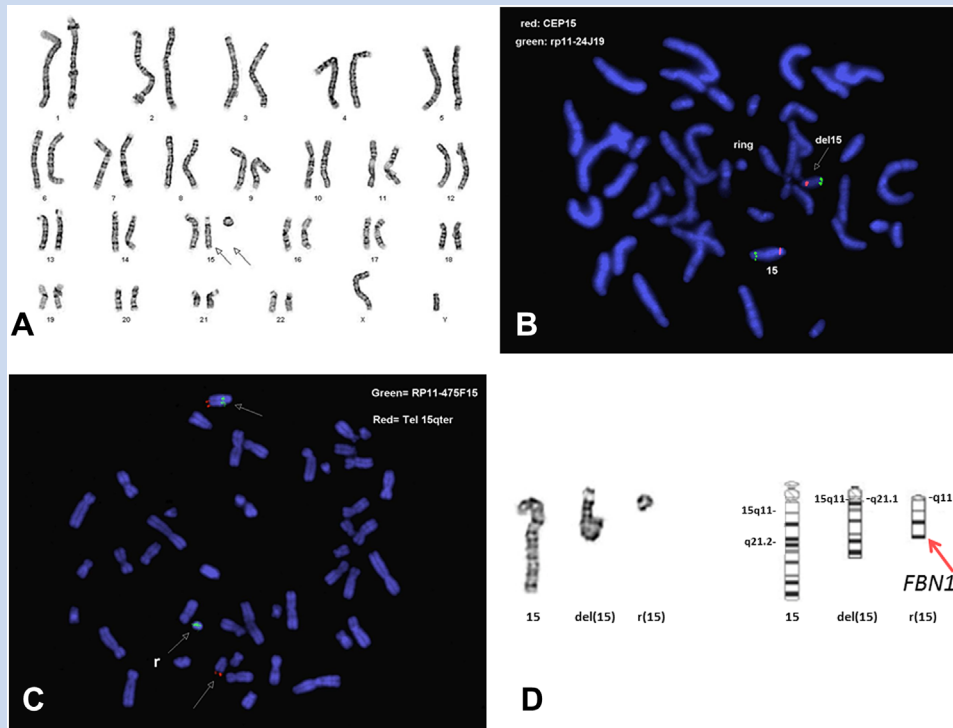 1
2
3
4
5
6
7
8
9
10
11
12
13
14
15
16
17
18
19
20
21
22
X
Y
A
red: CEP15
green: rp11-24J19
ring
del15
15
B
Green= RP11-475F15
Red= Tel 15qter
r
C
15q11-
q21.2-
15q11-
-q21.1
-q11
FBN1
15
del(15)
r(15)
15
del(15)
r(15)
D